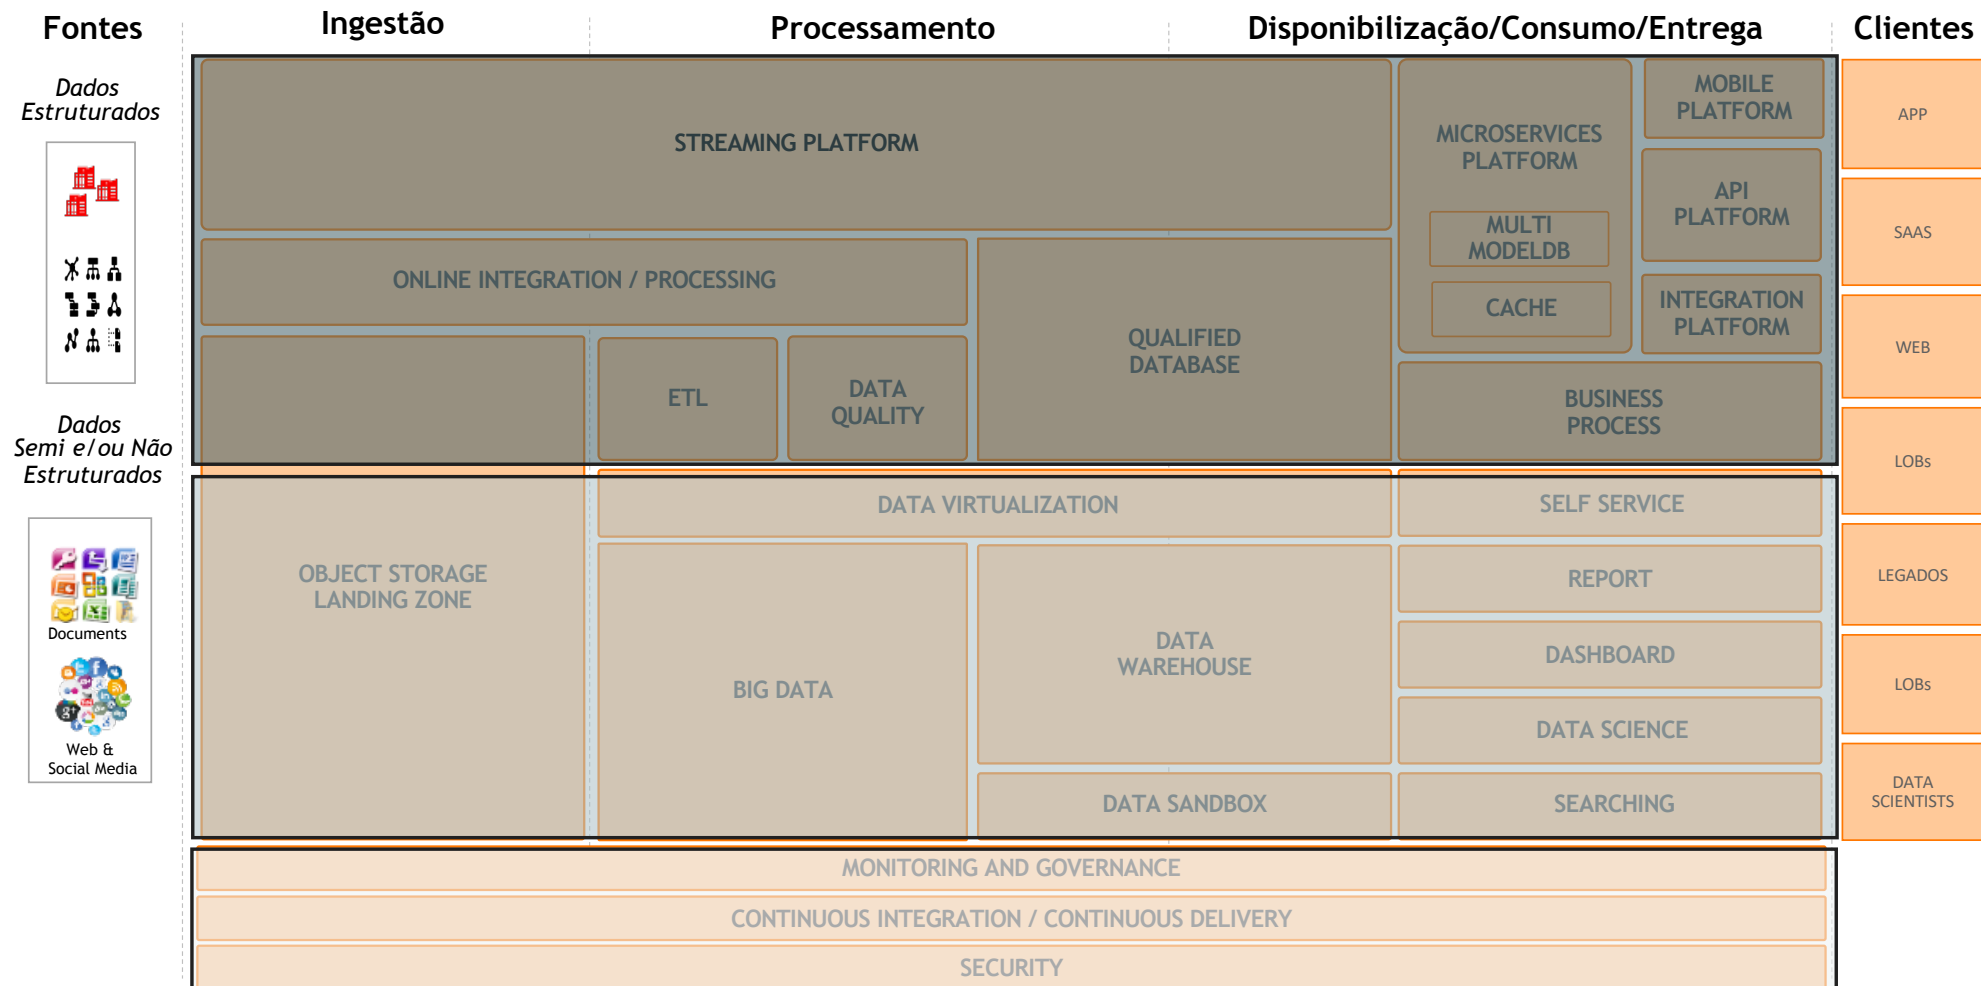 Fontes
Ingestão
Processamento
Disponibilização/Consumo/Entrega
Clientes
Dados
Estruturados
Dados
Semi e/ou Não
Estruturados
Documents
Web &
Social Media
STREAMING PLATFORM
MICROSERVICES
PLATFORM
MULTI
MODELDB
CACHE
MOBILE
PLATFORM
API
PLATFORM
INTEGRATION
PLATFORM
ONLINE INTEGRATION / PROCESSING
QUALIFIED
DATABASE
ETL
DATA
QUALITY
BUSINESS
PROCESS
OBJECT STORAGE
LANDING ZONE
DATA VIRTUALIZATION
SELF SERVICE
BIG DATA
DATA
WAREHOUSE
REPORT
DASHBOARD
DATA SCIENCE
DATA SANDBOX
SEARCHING
MONITORING AND GOVERNANCE
CONTINUOUS INTEGRATION / CONTINUOUS DELIVERY
SECURITY
APP
SAAS
WEB
LOBs
LEGADOS
LOBs
DATA
SCIENTISTS